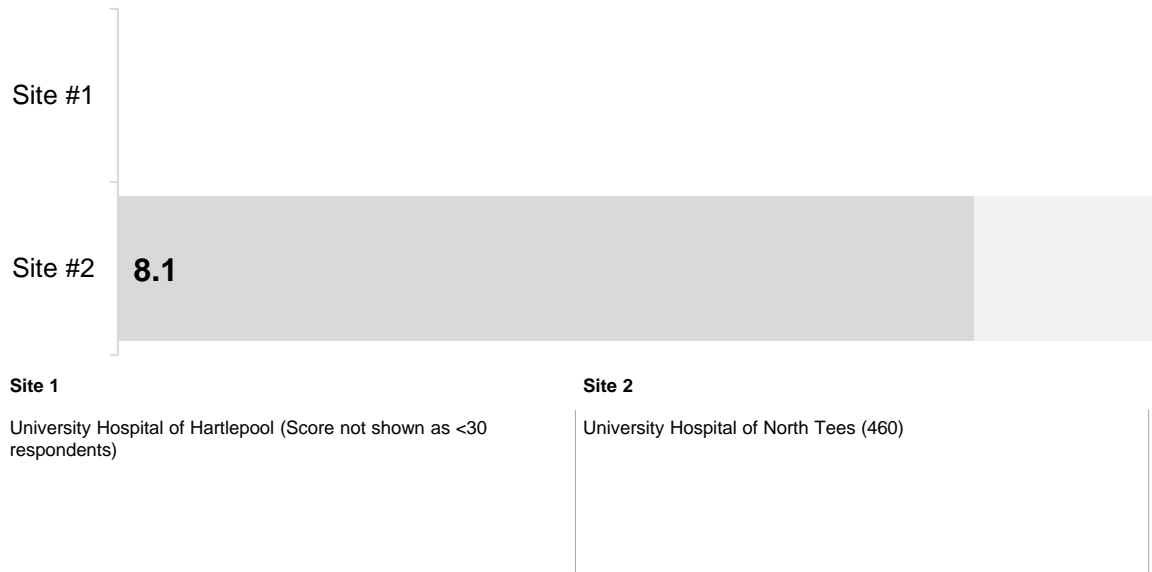 Site #1
Site #2
8.1
Site 1
University Hospital of Hartlepool (Score not shown as <30
respondents)
Site 2
University Hospital of North Tees (460)